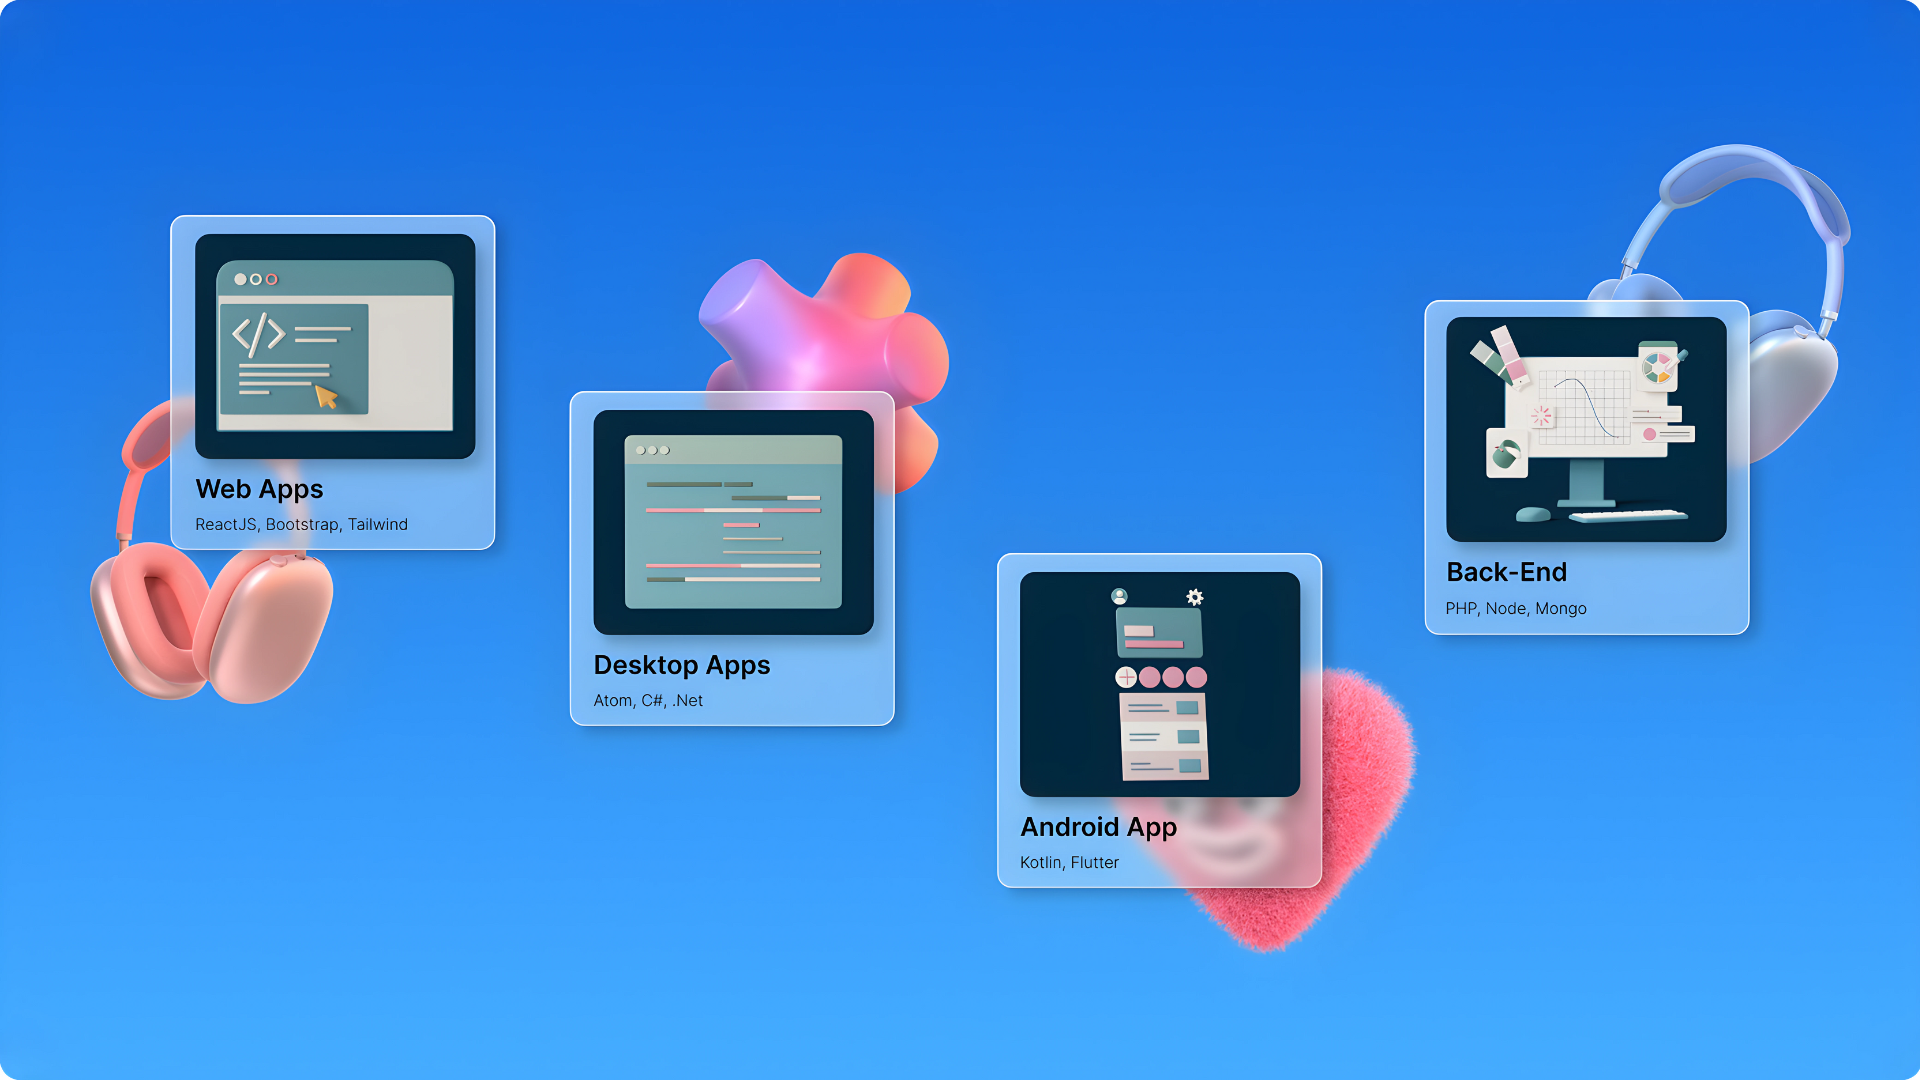 Web Apps
ReactJS, Bootstrap, Tailwind
Desktop Apps
Atom, C#, .Net
Android App
Kotlin, Flutter
Back-End
PHP, Node, Mongo